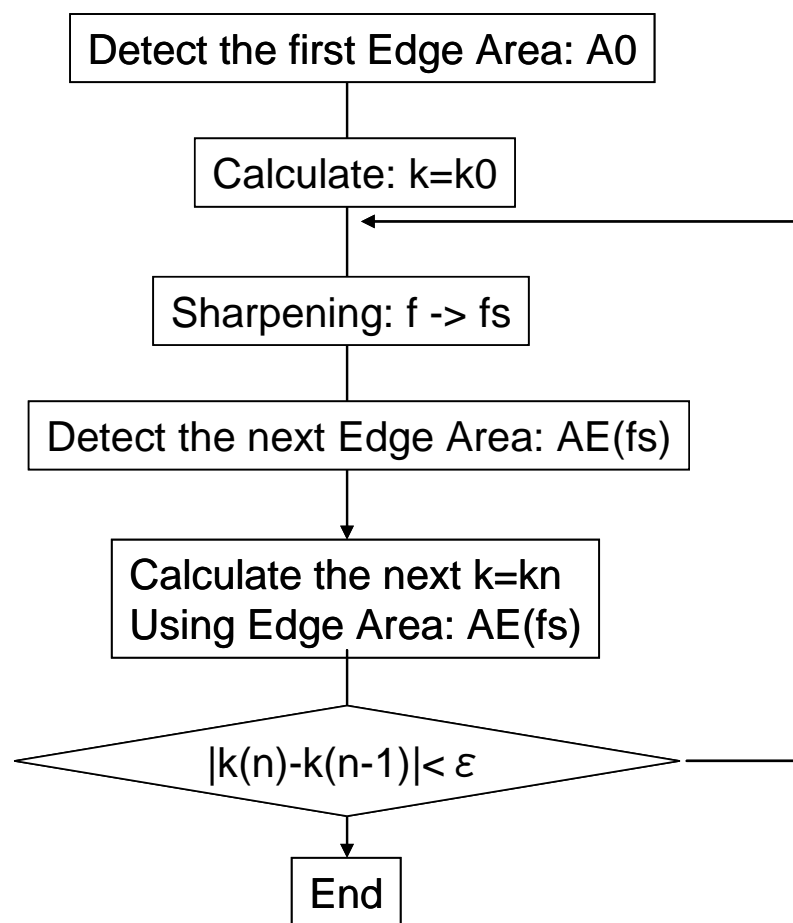 Detect the first Edge Area: A0
Calculate: k=k0
Sharpening: f -> fs
Detect the next Edge Area: AE(fs)
Calculate the next k=kn
Using Edge Area: AE(fs)
|k(n)-k(n-1)|< ε
End